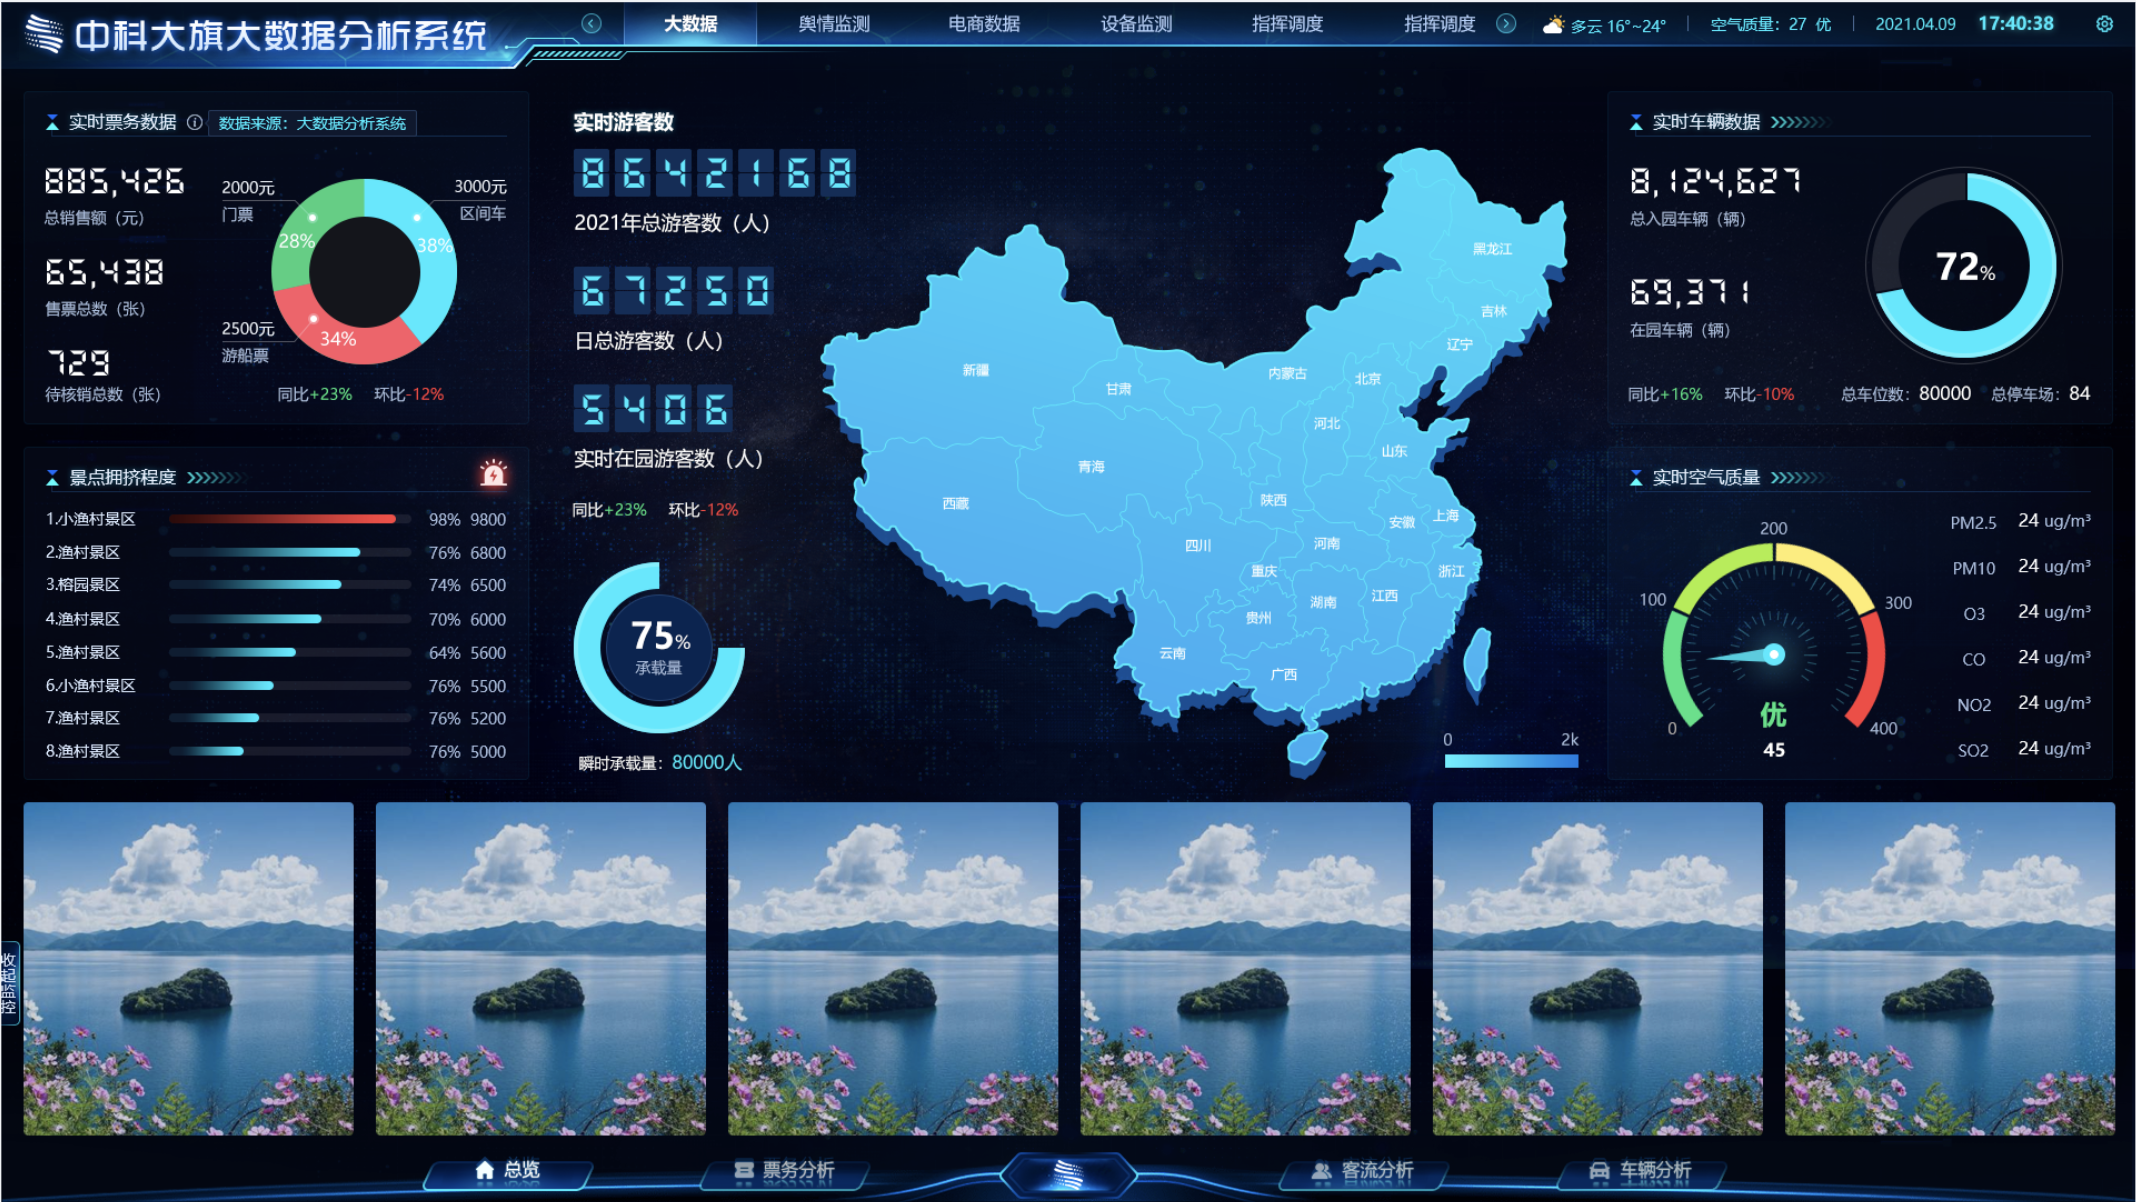 中科大旗大数据分析系统
大数据
舆情监测
电商数据
设备监测
指挥调度
指挥调度
多云 16°~24°
空气质量：27 优
2021.04.09
17:40:38
实时票务数据
数据来源：大数据分析系统
885,426
总销售额（元）
65,438
售票总数（张）
729
待核销总数（张）
2000元
门票
28%
3000元
区间车
38%
2500元
游船票
34%
同比+23% 环比-12%
景点拥挤程度
1.小渔村景区 98% 9800
2.渔村景区 76% 6800
3.榕园景区 74% 6500
4.渔村景区 70% 6000
5.渔村景区 64% 5600
6.小渔村景区 76% 5500
7.渔村景区 76% 5200
8.渔村景区 76% 5000
实时游客数
8642168
2021年总游客数（人）
67250
日总游客数（人）
5406
实时在园游客数（人）
同比+23% 环比-12%
75%
承载量
瞬时承载量：80000人
黑龙江
吉林
辽宁
新疆
甘肃
内蒙古
北京
河北
山东
青海
西藏
陕西
安徽
上海
四川
河南
重庆
浙江
湖南
江西
贵州
云南
广西
0 2k
实时车辆数据
8,124,627
总入园车辆（辆）
69,371
在园车辆（辆）
72%
同比+16% 环比-10%
总车位数：80000 总停车场：84
实时空气质量
0
100
200
300
400
优
45
PM2.5 24 ug/m³
PM10 24 ug/m³
O3 24 ug/m³
CO 24 ug/m³
NO2 24 ug/m³
SO2 24 ug/m³
收起监控
总览
票务分析
客流分析
车辆分析